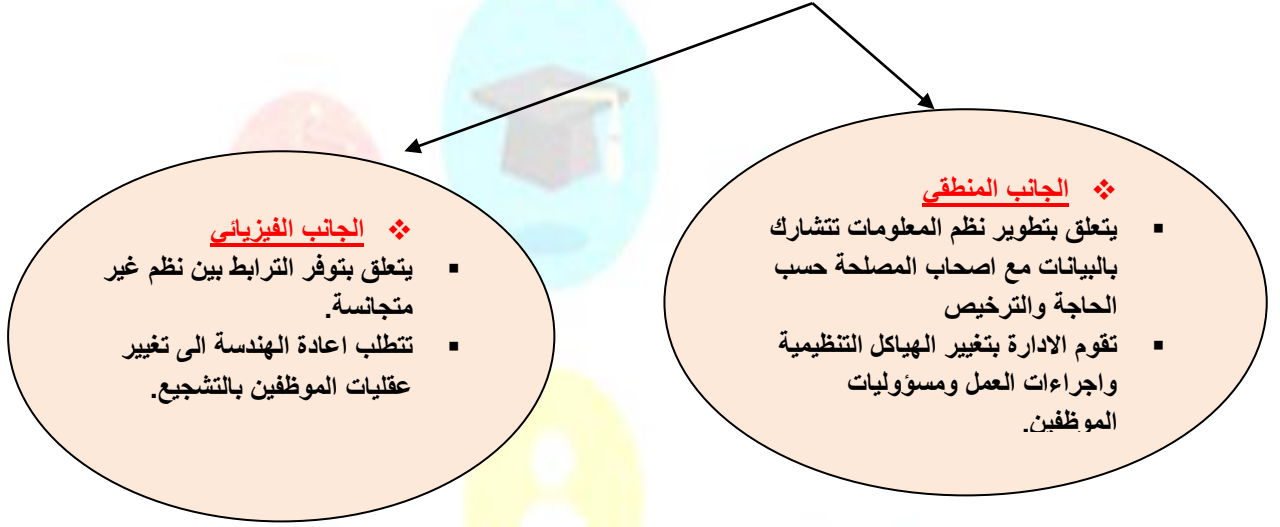 ❖ الجانب المنطقي
▪ يتعلق بتطوير نظم المعلومات تتشارك
بالبيانات مع اصحاب المصلحة حسب
الحاجة والترخيص
▪ تقوم الادارة بتغيير الهياكل التنظيمية
واجراءات العمل ومسؤوليات
الموظفين.
❖ الجانب الفيزيائي
▪ يتعلق بتوفر الترابط بين نظم غير
متجانسة.
▪ تتطلب اعادة الهندسة الى تغيير
عقليات الموظفين بالتشجيع.